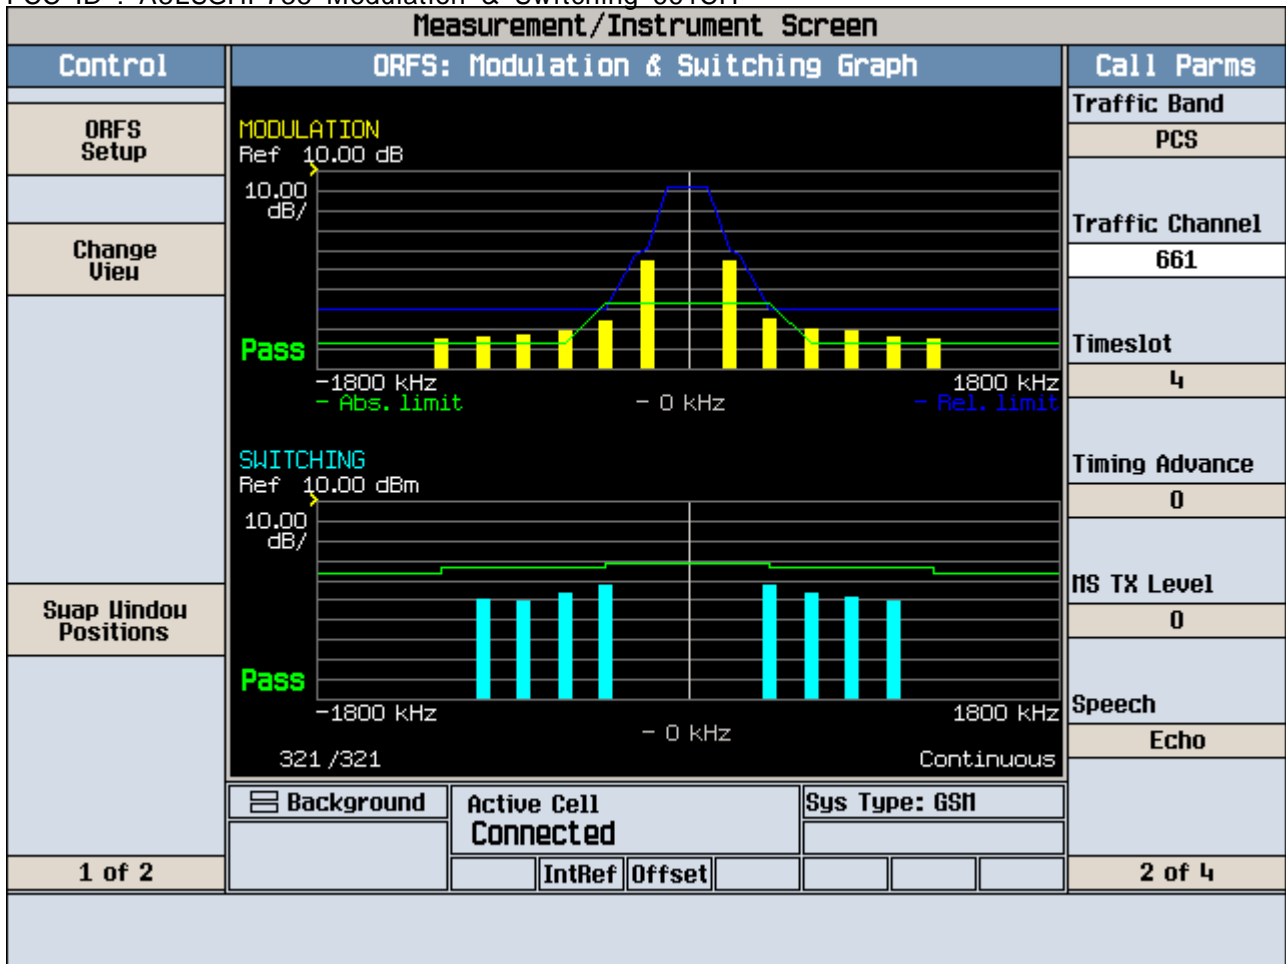 Measurement/Instrument Screen
Control
ORFS: Modulation & Switching Graph
Call Parms
ORFS
Setup
Change
View
Swap Window
Positions
1 of 2
MODULATION
Ref 10.00 dB
10.00
dB/
Pass
-1800 kHz
1800 kHz
- Abs. limit
- 0 kHz
- Rel. limit
SWITCHING
Ref 10.00 dBm
10.00
dB/
Pass
-1800 kHz
1800 kHz
- 0 kHz
321 /321
Continuous
Background
Active Cell
Connected
Sys Type: GSM
IntRef
Offset
Traffic Band
PCS
Traffic Channel
661
Timeslot
4
Timing Advance
0
MS TX Level
0
Speech
Echo
2 of 4